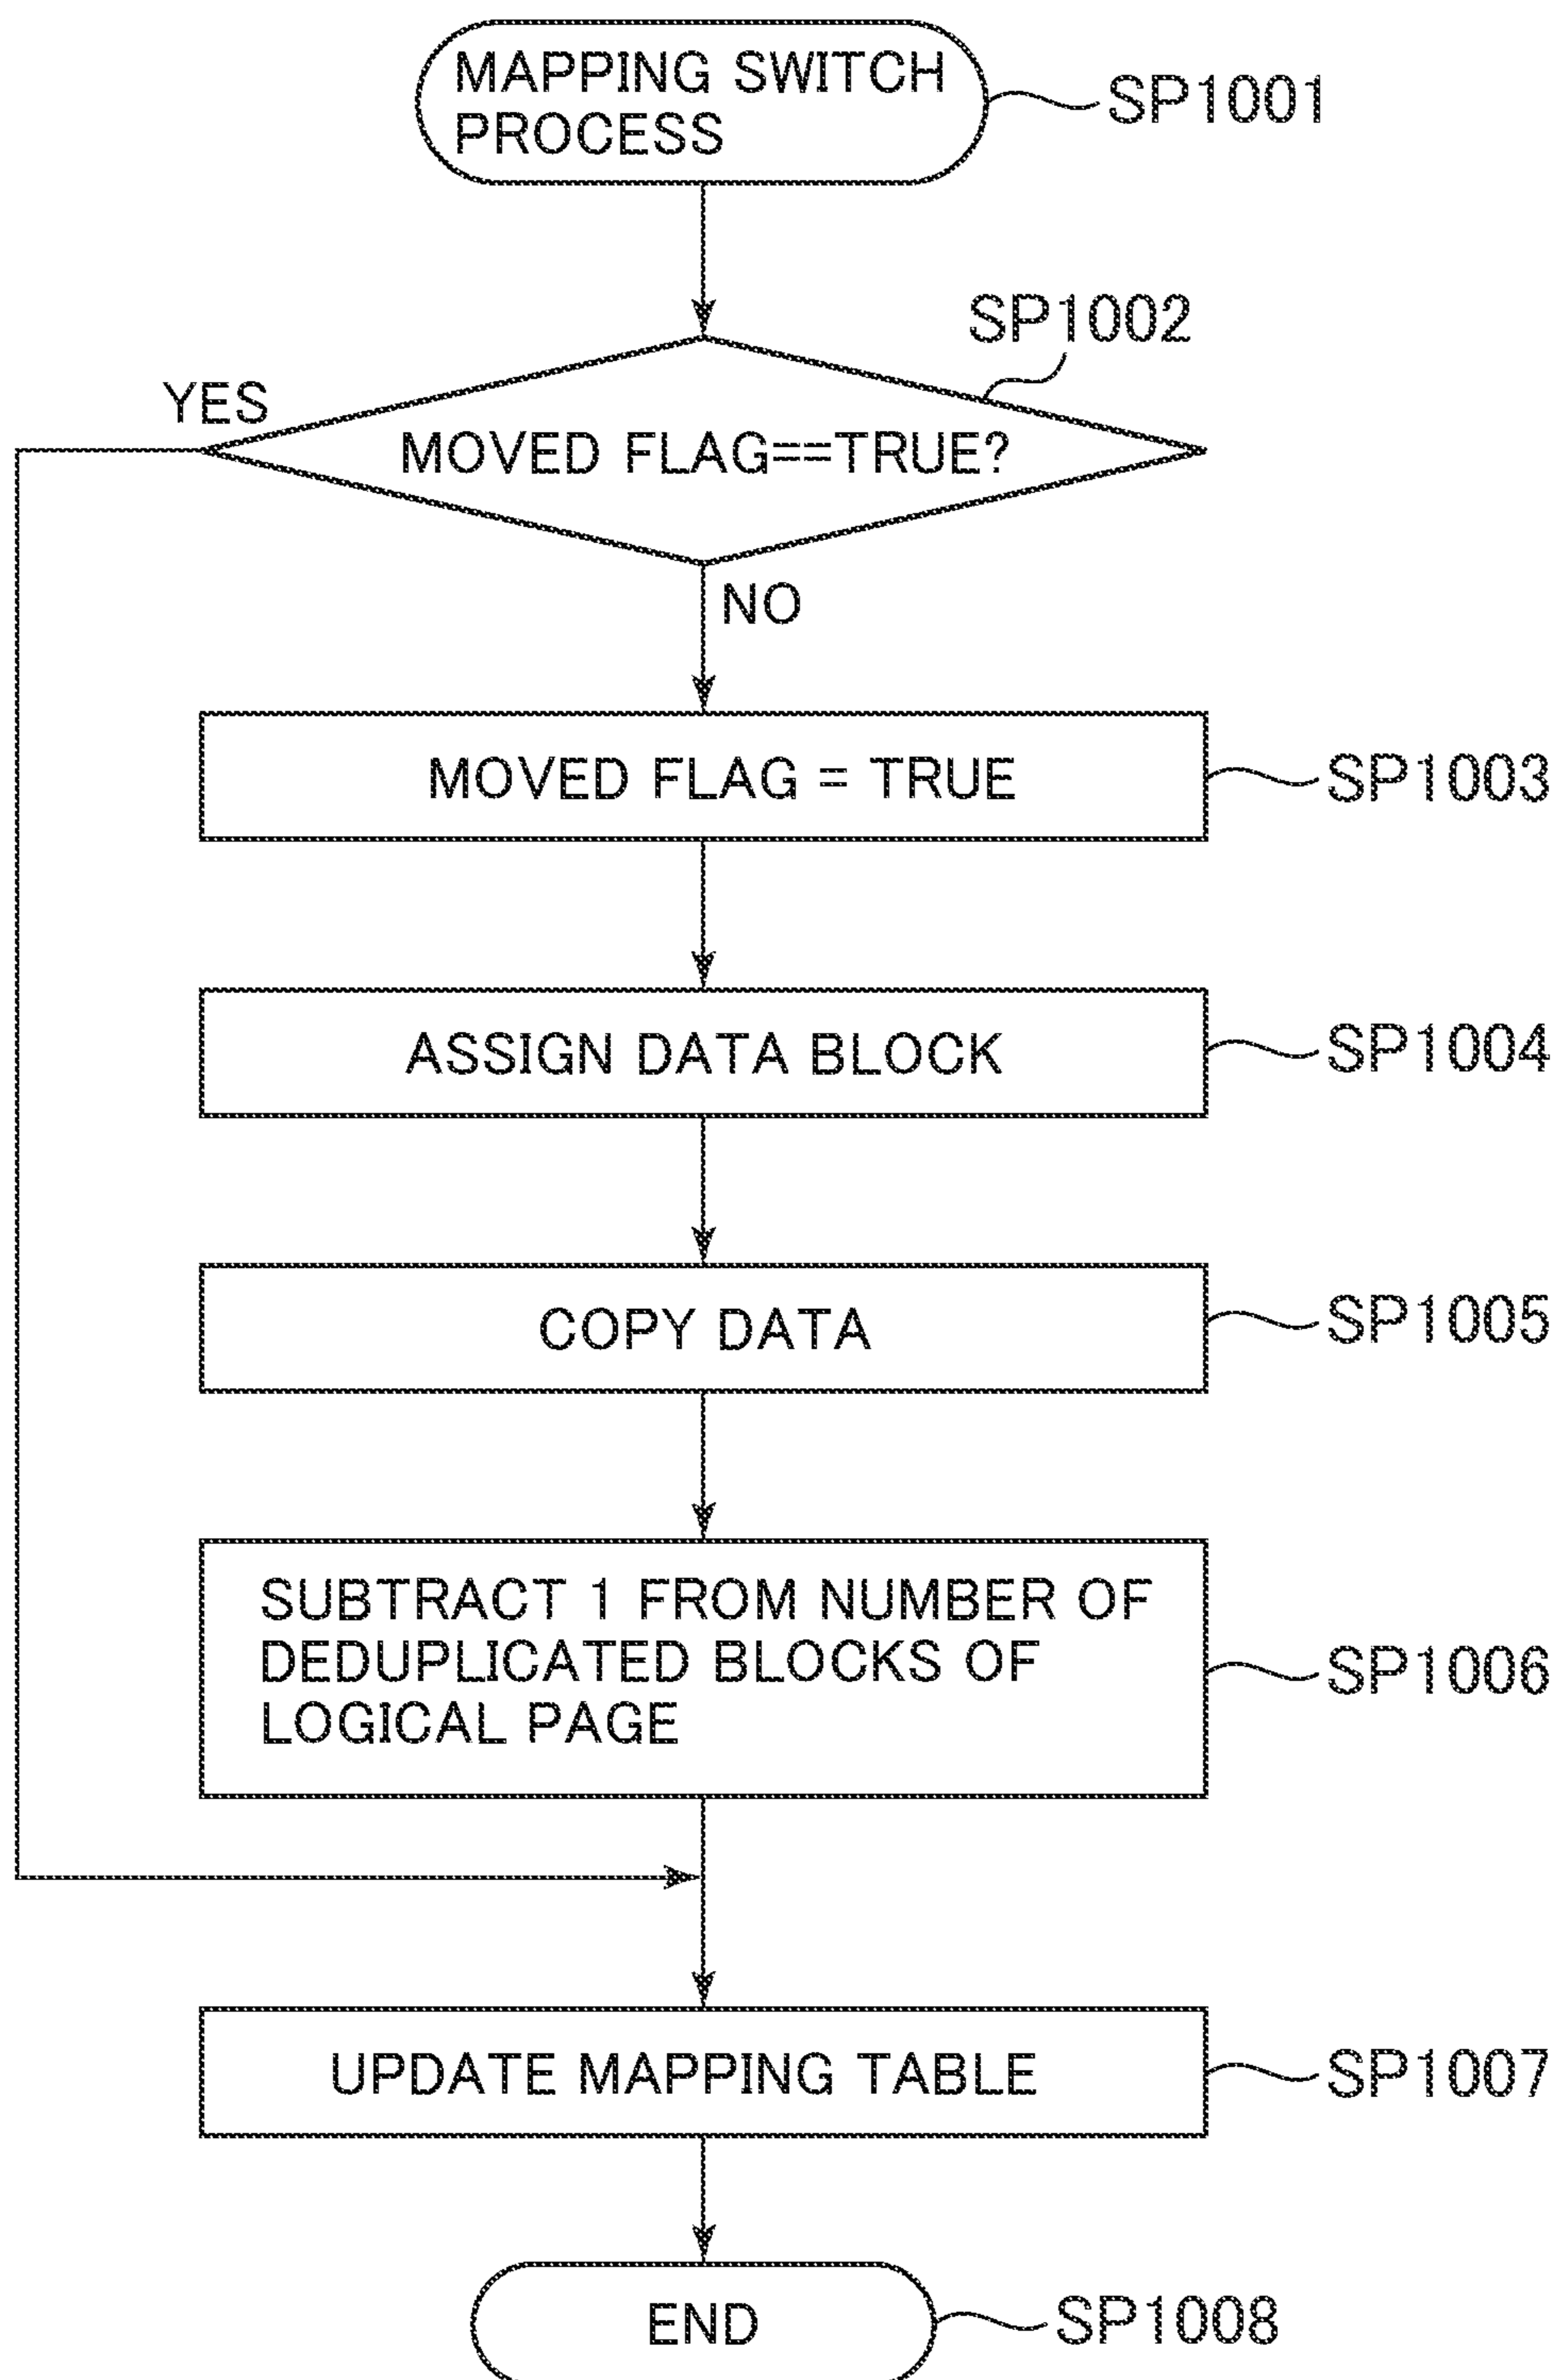 MAPPING SWITCH
PROCESS
SP1001
SP1002
YES
MOVED FLAG==TRUE?
NO
MOVED FLAG = TRUE
SP1003
ASSIGN DATA BLOCK
SP1004
COPY DATA
SP1005
SUBTRACT 1 FROM NUMBER OF
DEDUPLICATED BLOCKS OF
LOGICAL PAGE
SP1006
UPDATE MAPPING TABLE
SP1007
END
SP1008